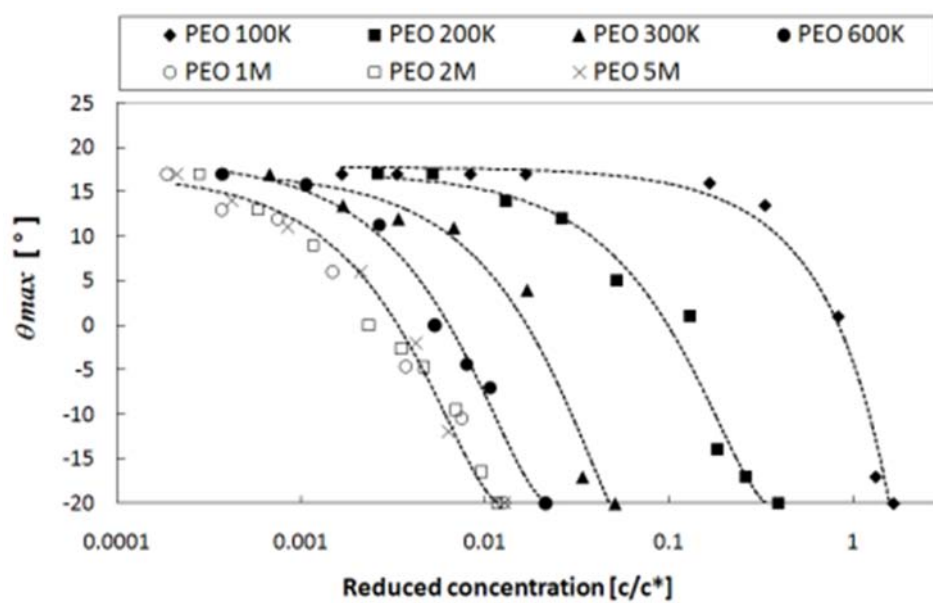 PEO 100K PEO 200K PEO 300K PEO 600K
PEO 1M PEO 2M PEO 5M
25
20
15
10
5
0
-5
-10
-15
-20
θmax [ ° ]
0.0001 0.001 0.01 0.1 1
Reduced concentration [c/c*]